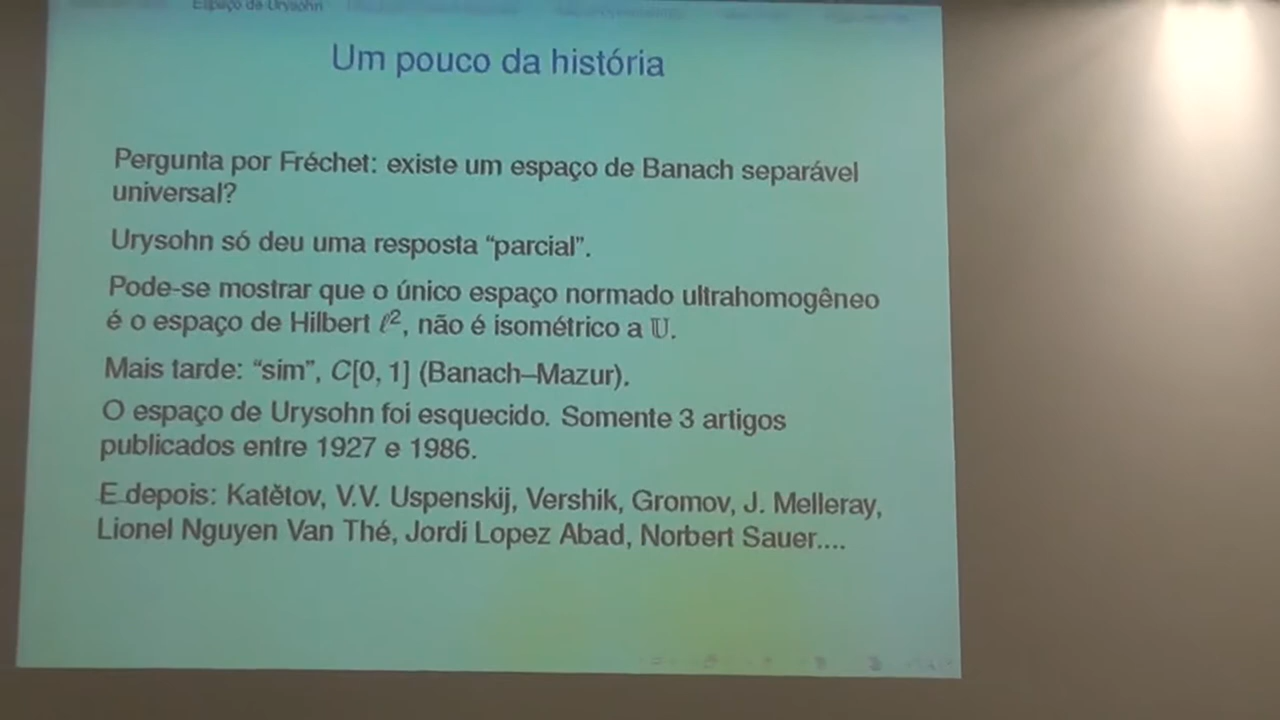 Espaço de Urysohn
Um pouco da história
Pergunta por Fréchet: existe um espaço de Banach separável
universal?
Urysohn só deu uma resposta “parcial”.
Pode-se mostrar que o único espaço normado ultrahomogêneo
é o espaço de Hilbert ℓ², não é isométrico a 𝕌.
Mais tarde: “sim”, C[0, 1] (Banach–Mazur).
O espaço de Urysohn foi esquecido. Somente 3 artigos
publicados entre 1927 e 1986.
E depois: Katětov, V.V. Uspenskij, Vershik, Gromov, J. Melleray,
Lionel Nguyen Van Thé, Jordi Lopez Abad, Norbert Sauer....